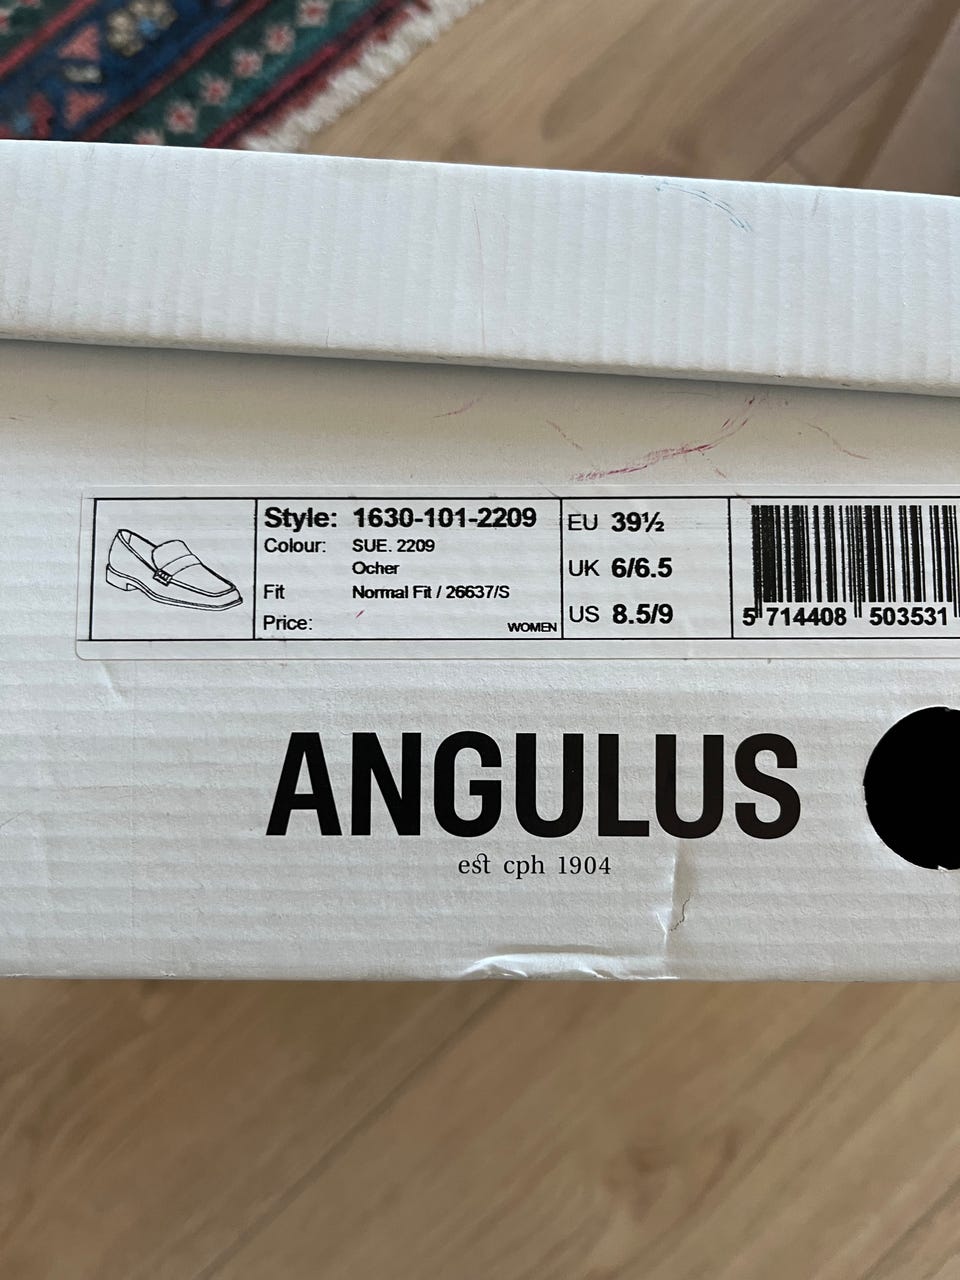 Style: 1630-101-2209
Colour: SUE. 2209
Ocher
Fit Normal Fit / 26637/S
Price:
WOMEN
EU 39½
UK 6/6.5
US 8.5/9
5 714408 503531
ANGULUS
est cph 1904